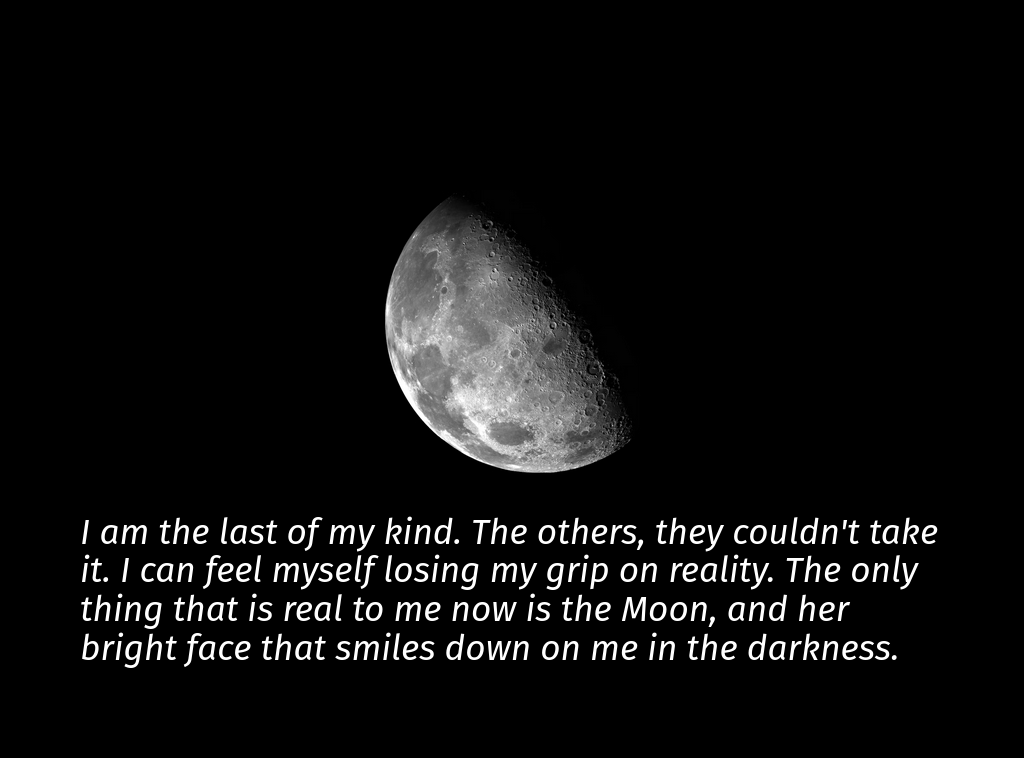 I am the last of my kind. The others, they couldn't take
it. I can feel myself losing my grip on reality. The only
thing that is real to me now is the Moon, and her
bright face that smiles down on me in the darkness.